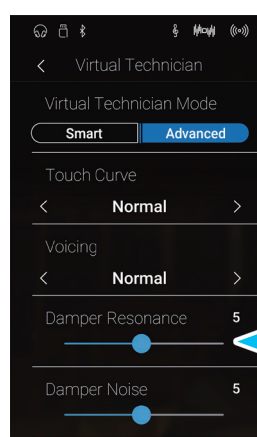 Virtual Technician
Virtual Technician Mode
Smart Advanced
Touch Curve
Normal
Voicing
Normal
Damper Resonance 5
Damper Noise 5